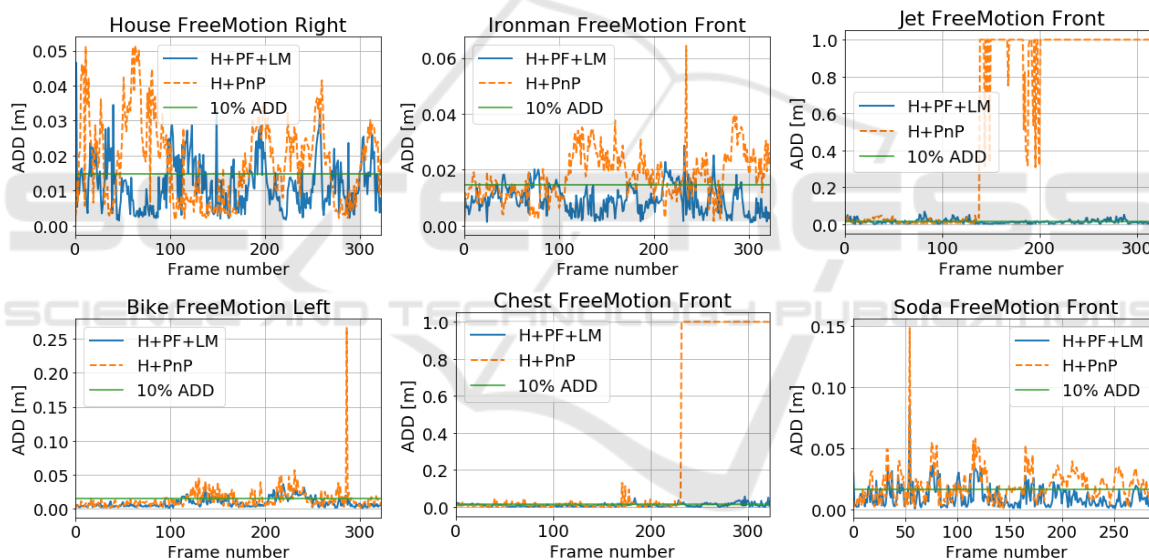 House FreeMotion Right
0.05
0.04
0.03
0.02
0.01
0.00
ADD [m]
H+PF+LM
H+PnP
10% ADD
0 100 200 300
Frame number
Ironman FreeMotion Front
0.06
0.04
0.02
0.00
ADD [m]
H+PF+LM
H+PnP
10% ADD
0 100 200 300
Frame number
Jet FreeMotion Front
1.0
0.8
0.6
0.4
0.2
0.0
ADD [m]
H+PF+LM
H+PnP
10% ADD
0 100 200 300
Frame number
SCIENCE AND TECHNOLOGY PUBLICATIONS
Bike FreeMotion Left
0.25
0.20
0.15
0.10
0.05
0.00
ADD [m]
H+PF+LM
H+PnP
10% ADD
0 100 200 300
Frame number
Chest FreeMotion Front
1.0
0.8
0.6
0.4
0.2
0.0
ADD [m]
H+PF+LM
H+PnP
10% ADD
0 100 200 300
Frame number
Soda FreeMotion Front
0.15
0.10
0.05
0.00
ADD [m]
H+PF+LM
H+PnP
10% ADD
0 50 100 150 200 250
Frame number